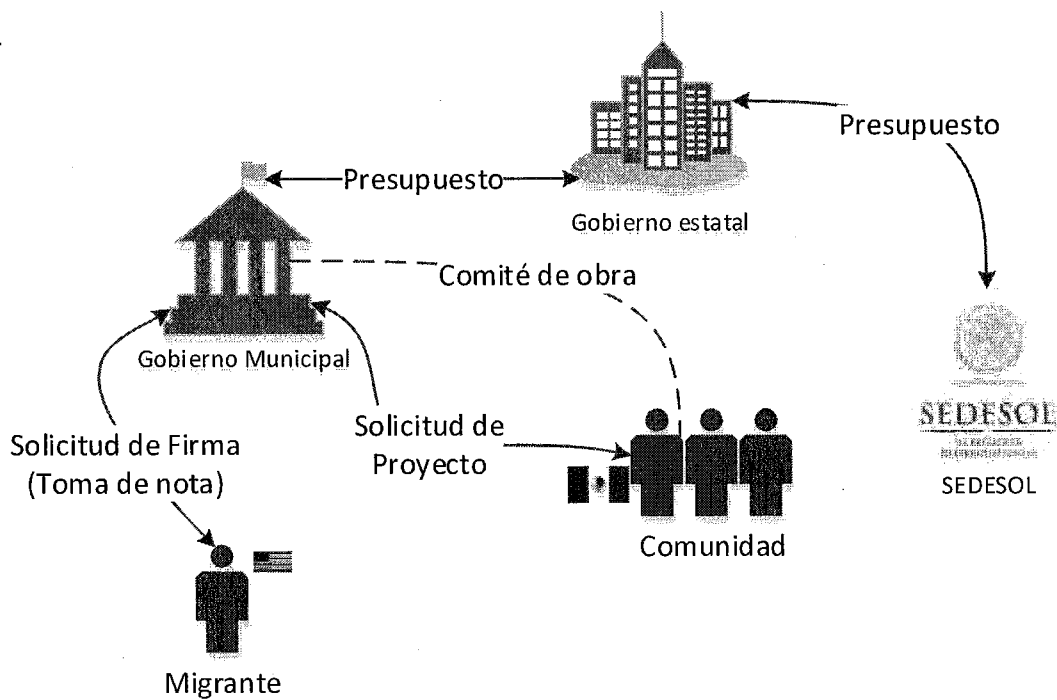 Presupuesto
Presupuesto
Gobierno estatal
Comité de obra
Gobierno Municipal
Solicitud de
Proyecto
SEDESOL
SEDESOL
Solicitud de Firma
(Toma de nota)
Comunidad
Migrante